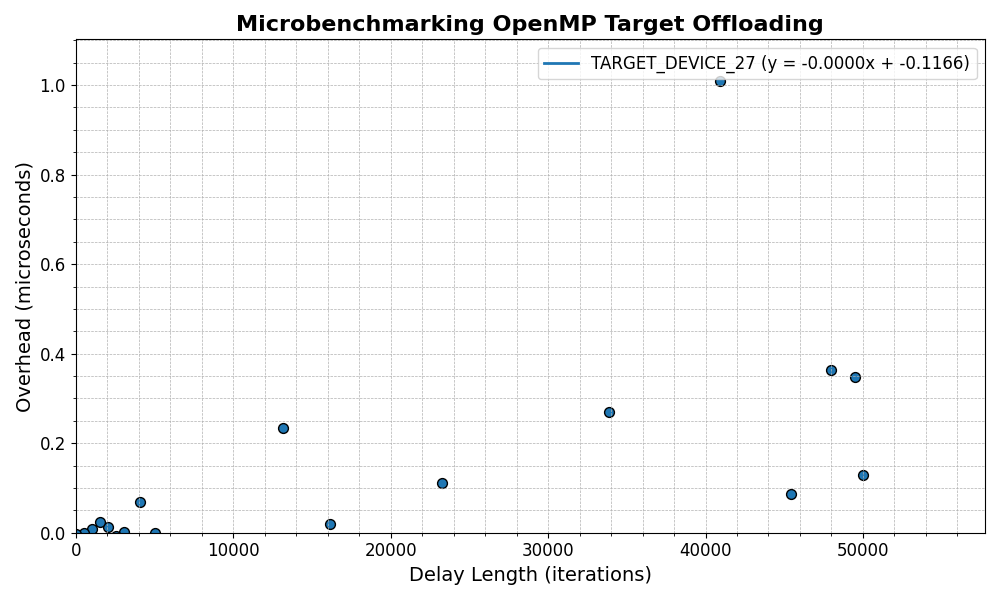 Microbenchmarking OpenMP Target Offloading
TARGET_DEVICE_27 (y = -0.0000x + -0.1166)
Overhead (microseconds)
1.0
0.8
0.6
0.4
0.2
0.0
0 10000 20000 30000 40000 50000
Delay Length (iterations)